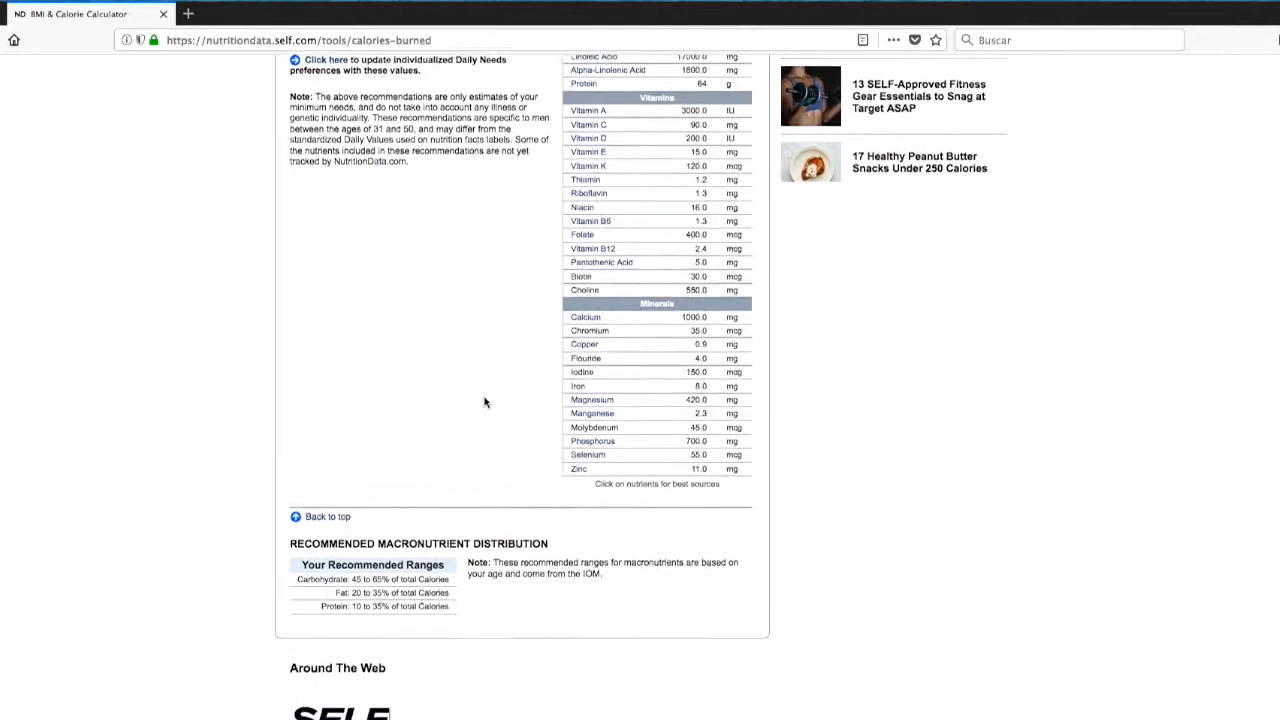 ND BMI & Calorie Calculator
https://nutritiondata.self.com/tools/calories-burned
Buscar
Click here to update individualized Daily Needs
preferences with these values.
Note: The above recommendations are only estimates of your
minimum needs, and do not take into account any illness or
genetic individuality. These recommendations are specific to men
between the ages of 31 and 50, and may differ from the
standardized Daily Values used on nutrition facts labels. Some of
the nutrients included in these recommendations are not yet
tracked by NutritionData.com.
Linoleic Acid 17000.0 mg
Alpha-Linolenic Acid 1600.0 mg
Protein 64 g
Vitamins
Vitamin A 3000.0 IU
Vitamin C 90.0 mg
Vitamin D 200.0 IU
Vitamin E 15.0 mg
Vitamin K 120.0 mcg
Thiamin 1.2 mg
Riboflavin 1.3 mg
Niacin 16.0 mg
Vitamin B6 1.3 mg
Folate 400.0 mcg
Vitamin B12 2.4 mcg
Pantothenic Acid 5.0 mg
Biotin 30.0 mcg
Choline 550.0 mg
Minerals
Calcium 1000.0 mg
Chromium 35.0 mcg
Copper 0.9 mg
Flouride 4.0 mg
Iodine 150.0 mcg
Iron 8.0 mg
Magnesium 420.0 mg
Manganese 2.3 mg
Molybdenum 45.0 mcg
Phosphorus 700.0 mg
Selenium 55.0 mcg
Zinc 11.0 mg
Click on nutrients for best sources
Back to top
RECOMMENDED MACRONUTRIENT DISTRIBUTION
Your Recommended Ranges
Carbohydrate: 45 to 65% of total Calories
Fat: 20 to 35% of total Calories
Protein: 10 to 35% of total Calories
Note: These recommended ranges for macronutrients are based on
your age and come from the IOM.
Around The Web
SELF
13 SELF-Approved Fitness
Gear Essentials to Snag at
Target ASAP
17 Healthy Peanut Butter
Snacks Under 250 Calories